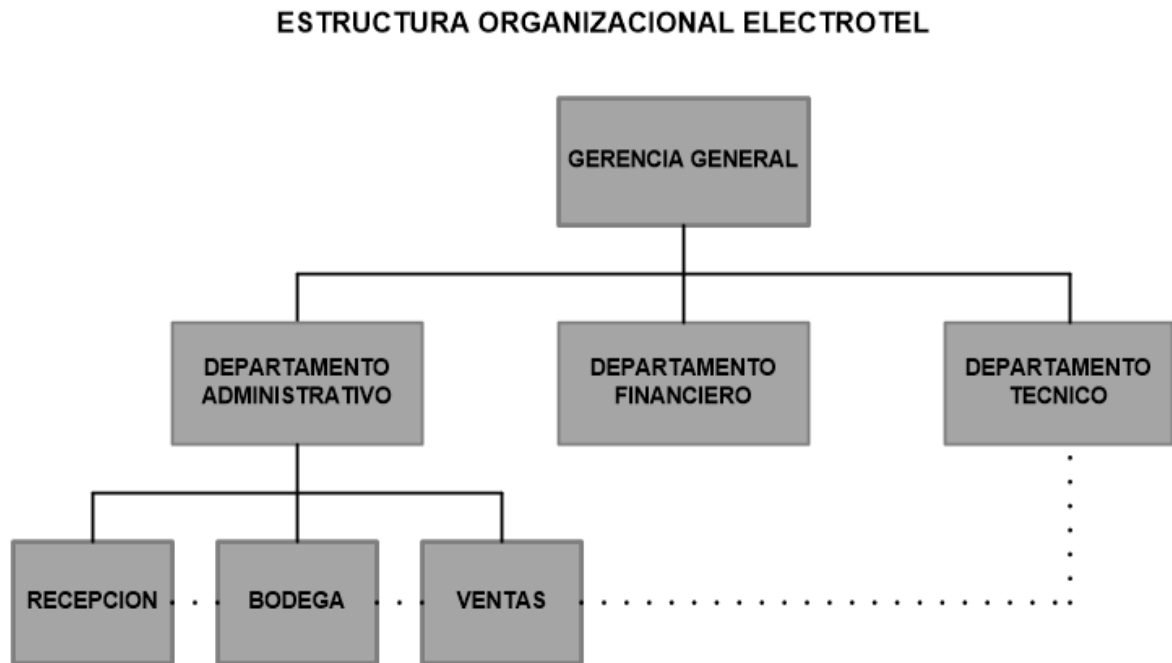 ESTRUCTURA ORGANIZACIONAL ELECTROTEL
GERENCIA GENERAL
DEPARTAMENTO
ADMINISTRATIVO
DEPARTAMENTO
FINANCIERO
DEPARTAMENTO
TECNICO
RECEPCION
BODEGA
VENTAS